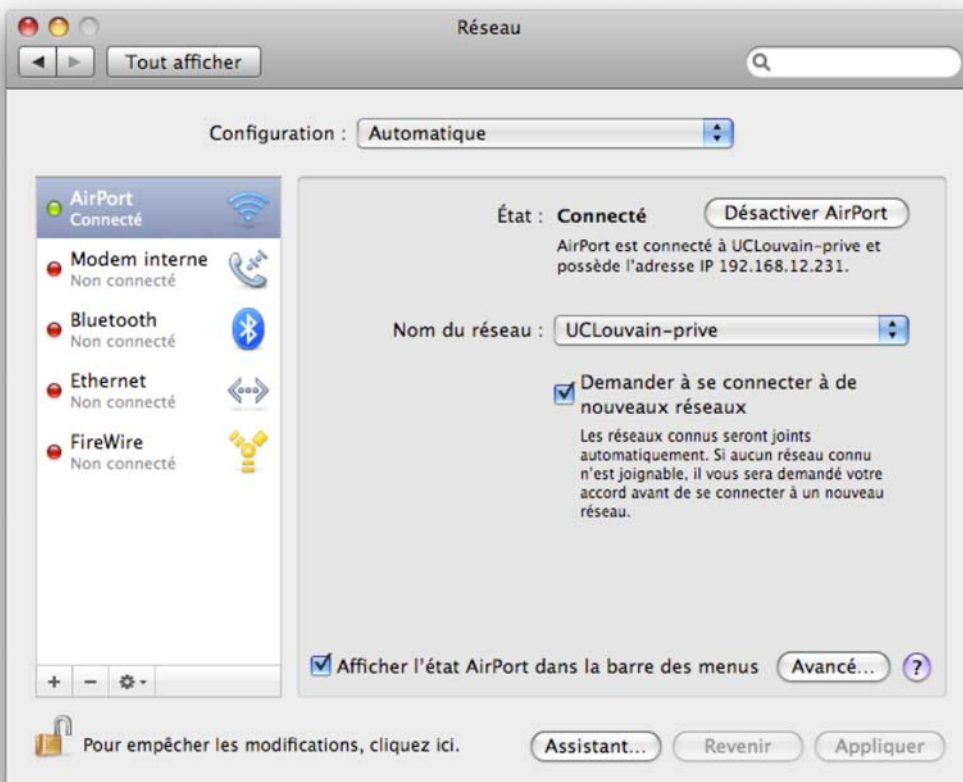 Réseau
Tout afficher
Configuration : Automatique
AirPort
Connecté
Modem interne
Non connecté
Bluetooth
Non connecté
Ethernet
Non connecté
FireWire
Non connecté
État : Connecté
Désactiver AirPort
AirPort est connecté à UCLouvain-prive et
possède l'adresse IP 192.168.12.231.
Nom du réseau : UCLouvain-prive
Demander à se connecter à de
nouveaux réseaux
Les réseaux connus seront joints
automatiquement. Si aucun réseau connu
n'est joignable, il vous sera demandé votre
accord avant de se connecter à un nouveau
réseau.
Afficher l'état AirPort dans la barre des menus
Avancé...
?
Pour empêcher les modifications, cliquez ici.
Assistant...
Revenir
Appliquer